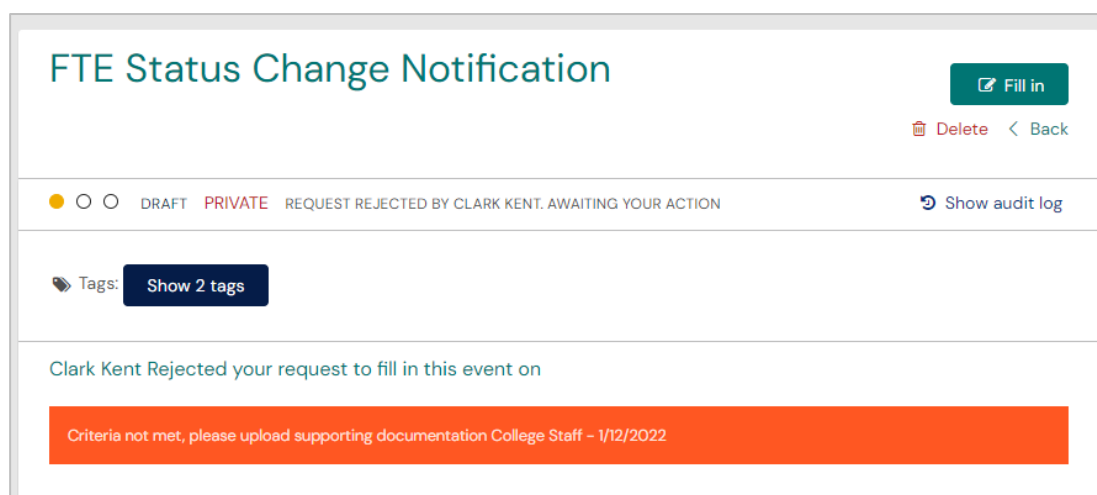 FTE Status Change Notification
Fill in
Delete < Back
DRAFT PRIVATE REQUEST REJECTED BY CLARK KENT. AWAITING YOUR ACTION
Show audit log
Tags: Show 2 tags
Clark Kent Rejected your request to fill in this event on
Criteria not met, please upload supporting documentation College Staff - 1/12/2022